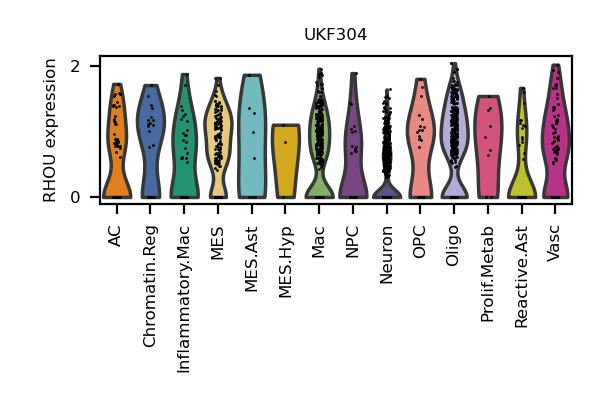 UKF304
RHOU expression
2
0
AC
Chromatin.Reg
Inflammatory.Mac
MES
MES.Ast
MES.Hyp
Mac
NPC
Neuron
OPC
Oligo
Prolif.Metab
Reactive.Ast
Vasc